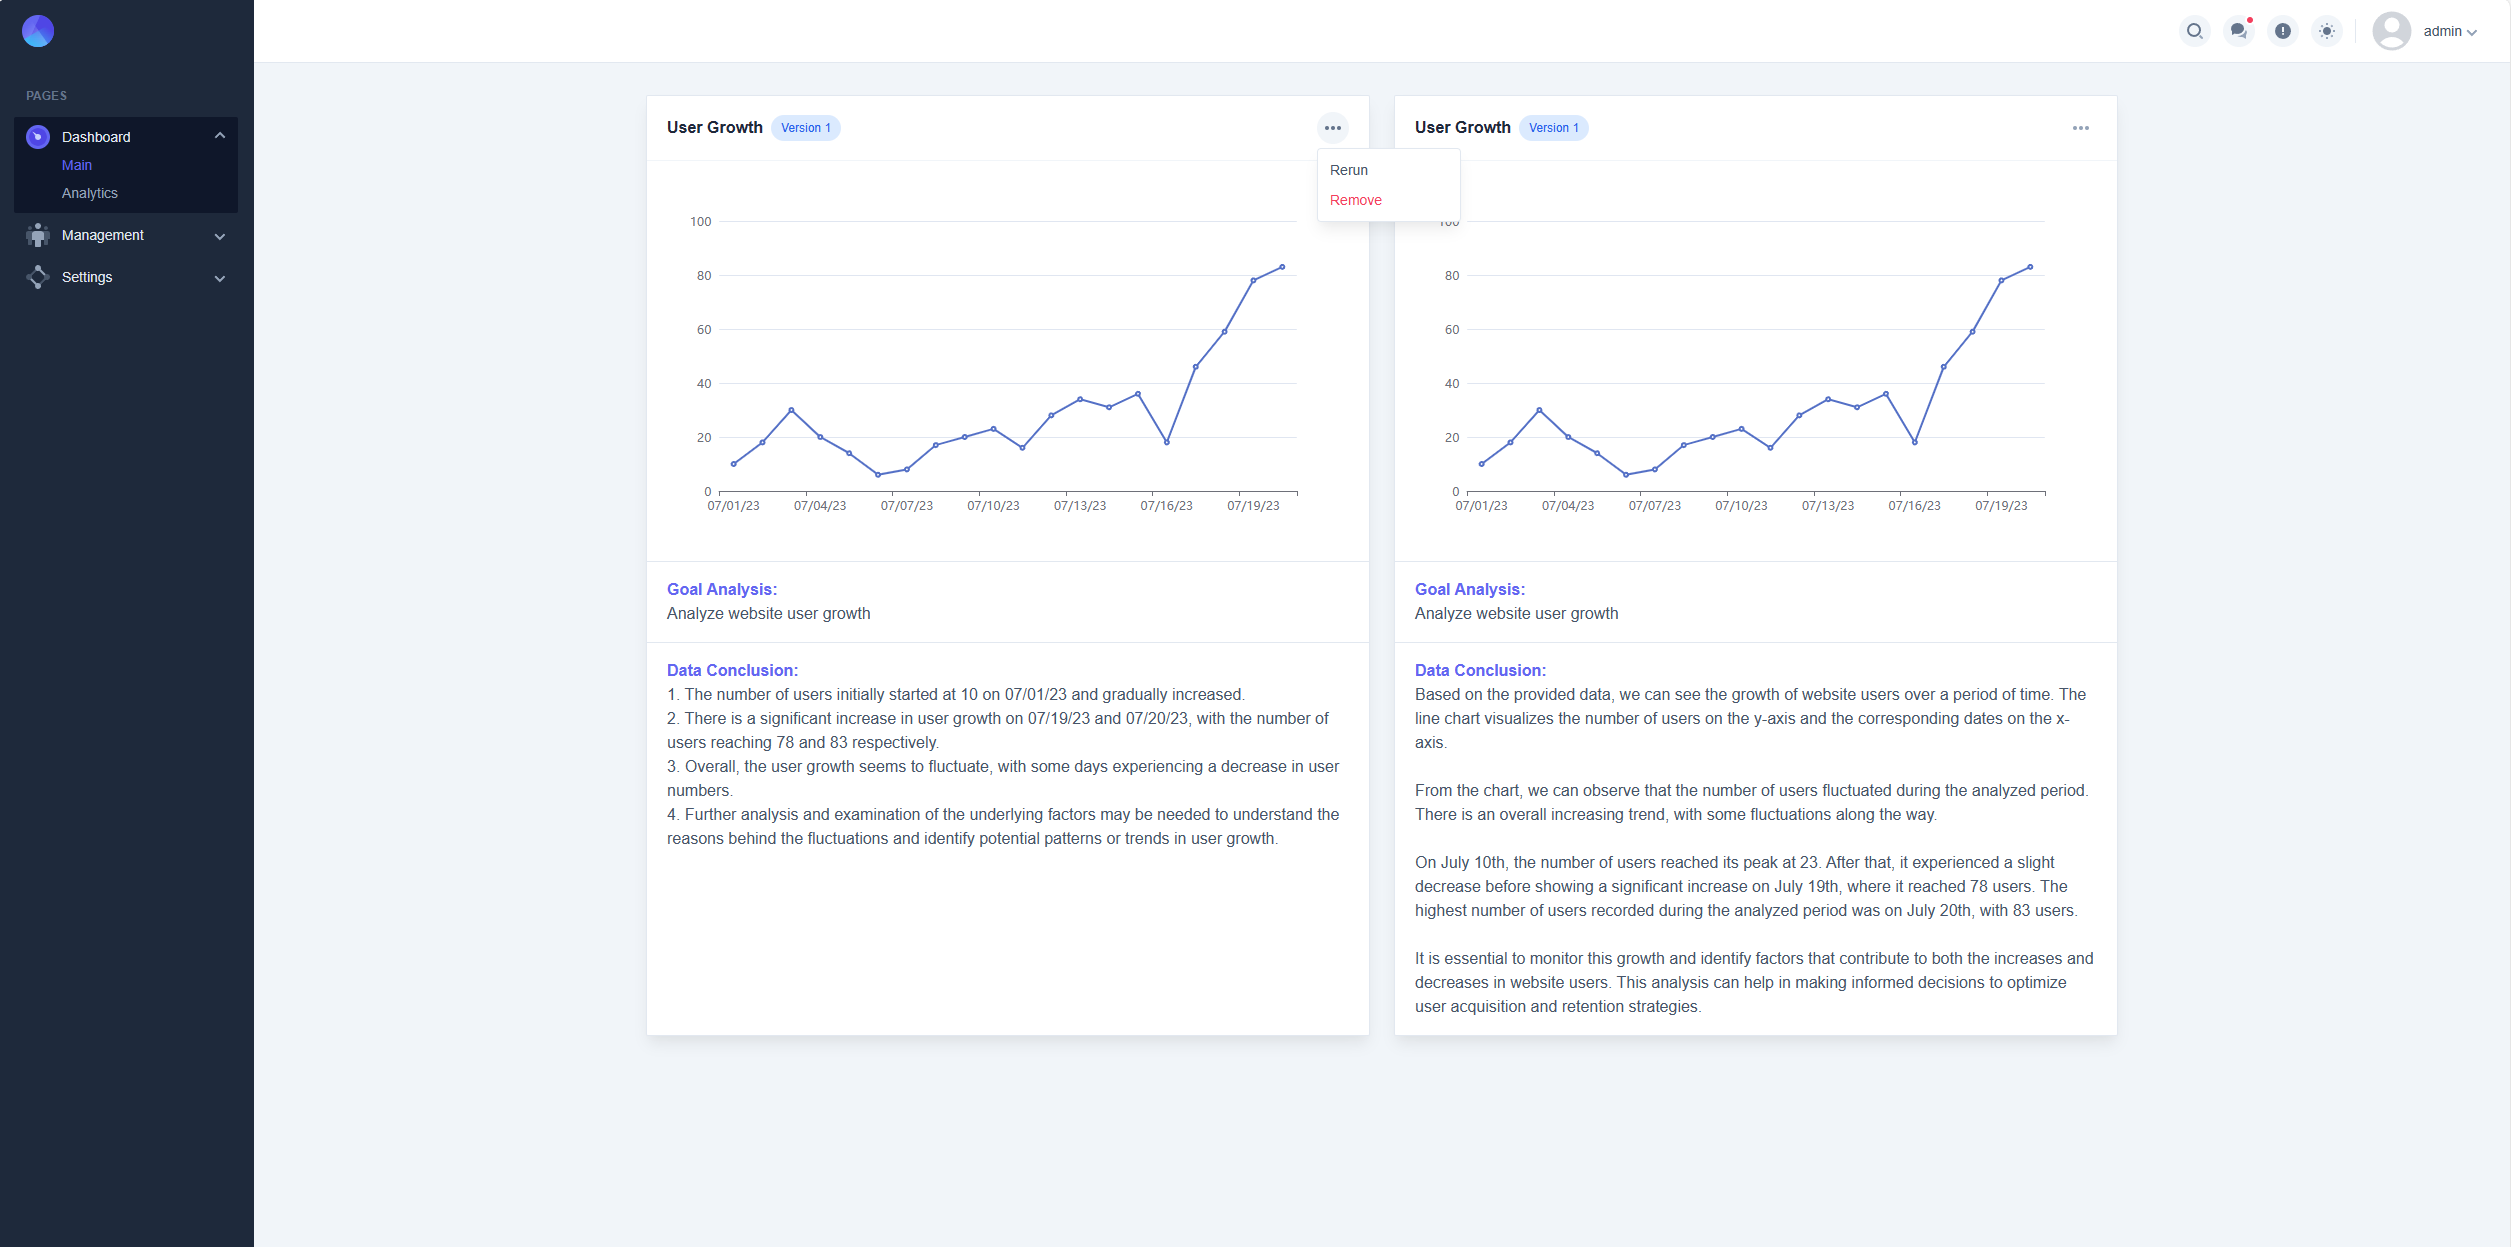 PAGES
Dashboard
Main
Analytics
Management
Settings
admin
User Growth Version 1
Rerun
Remove
100
80
60
40
20
0
07/01/23 07/04/23 07/07/23 07/10/23 07/13/23 07/16/23 07/19/23
Goal Analysis:
Analyze website user growth
Data Conclusion:
1. The number of users initially started at 10 on 07/01/23 and gradually increased.
2. There is a significant increase in user growth on 07/19/23 and 07/20/23, with the number of
users reaching 78 and 83 respectively.
3. Overall, the user growth seems to fluctuate, with some days experiencing a decrease in user
numbers.
4. Further analysis and examination of the underlying factors may be needed to understand the
reasons behind the fluctuations and identify potential patterns or trends in user growth.
User Growth Version 1
100
80
60
40
20
0
07/01/23 07/04/23 07/07/23 07/10/23 07/13/23 07/16/23 07/19/23
Goal Analysis:
Analyze website user growth
Data Conclusion:
Based on the provided data, we can see the growth of website users over a period of time. The
line chart visualizes the number of users on the y-axis and the corresponding dates on the x-
axis.
From the chart, we can observe that the number of users fluctuated during the analyzed period.
There is an overall increasing trend, with some fluctuations along the way.
On July 10th, the number of users reached its peak at 23. After that, it experienced a slight
decrease before showing a significant increase on July 19th, where it reached 78 users. The
highest number of users recorded during the analyzed period was on July 20th, with 83 users.
It is essential to monitor this growth and identify factors that contribute to both the increases and
decreases in website users. This analysis can help in making informed decisions to optimize
user acquisition and retention strategies.